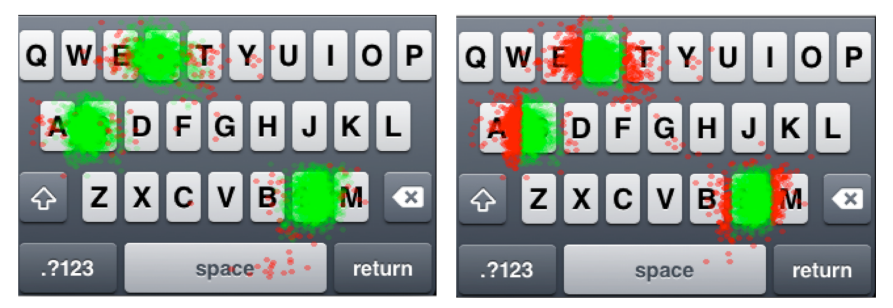 Q W E T Y U I O P
A D F G H J K L
Z X C V B M
.?123 space return
Q W E T Y U I O P
A D F G H J K L
Z X C V B M
.?123 space return